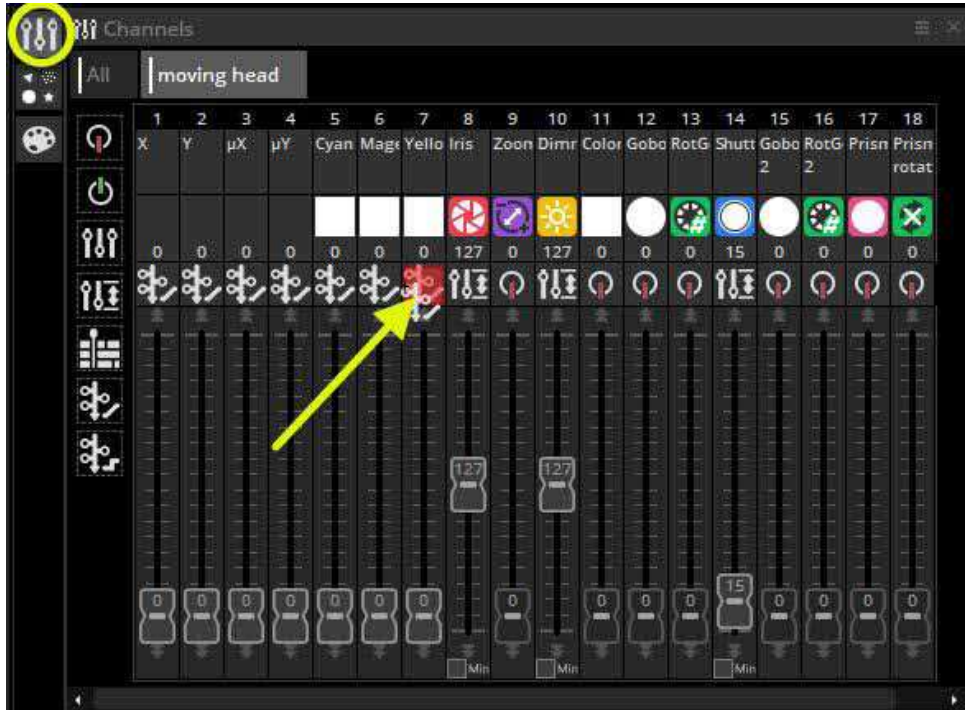 Channels
All moving head
1 2 3 4 5 6 7 8 9 10 11 12 13 14 15 16 17 18
X Y µX µY Cyan Mage Yello Iris Zoon Dimr Color Gobo RotG Shutt Gobo RotG Prisn Prisn
2 2 rotat
0 0 0 0 0 0 0 127 0 127 0 0 0 15 0 0 0 0
127 127
15
0 0 0 0 0 0 0 0 0 0 0 0 0 0 0
Min Min Min